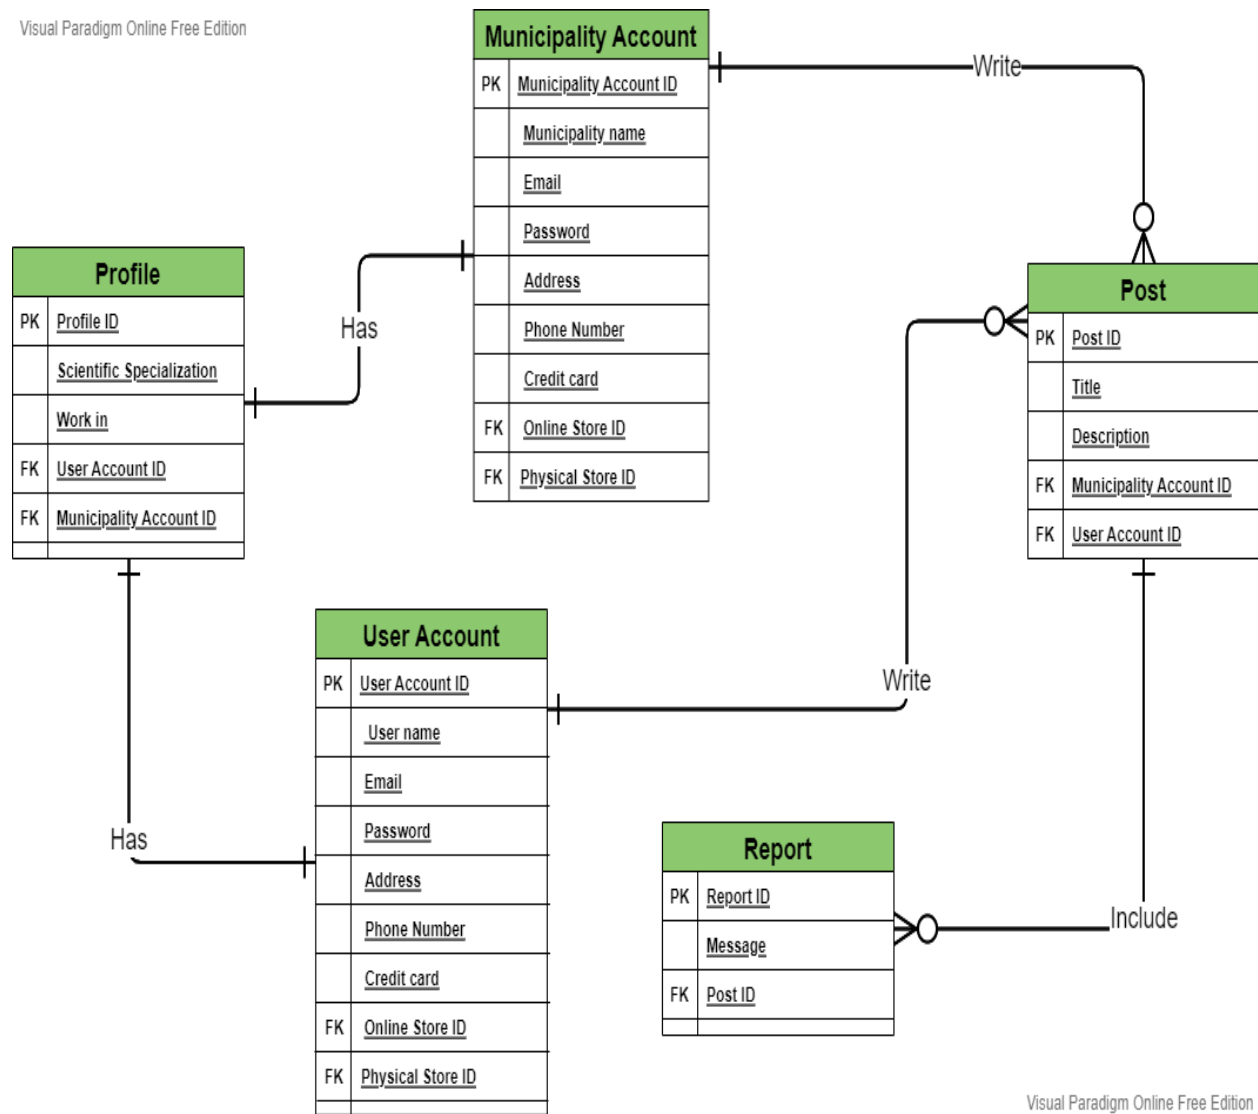 Visual Paradigm Online Free Edition
Municipality Account
PK Municipality Account ID
Municipality name
Email
Password
Address
Phone Number
Credit card
FK Online Store ID
FK Physical Store ID
Write
Has
Profile
PK Profile ID
Scientific Specialization
Work in
FK User Account ID
FK Municipality Account ID
Post
PK Post ID
Title
Description
FK Municipality Account ID
FK User Account ID
Write
Has
User Account
PK User Account ID
User name
Email
Password
Address
Phone Number
Credit card
FK Online Store ID
FK Physical Store ID
Report
PK Report ID
Message
FK Post ID
Include
Visual Paradigm Online Free Edition